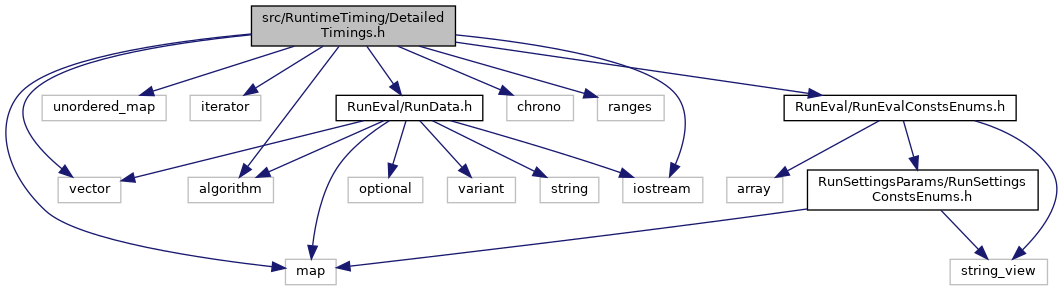 src/RuntimeTiming/Detailed
Timings.h
unordered_map
iterator
RunEval/RunData.h
chrono
ranges
RunEval/RunEvalConstsEnums.h
vector
algorithm
optional
variant
string
iostream
array
RunSettingsParams/RunSettings
ConstsEnums.h
map
string_view